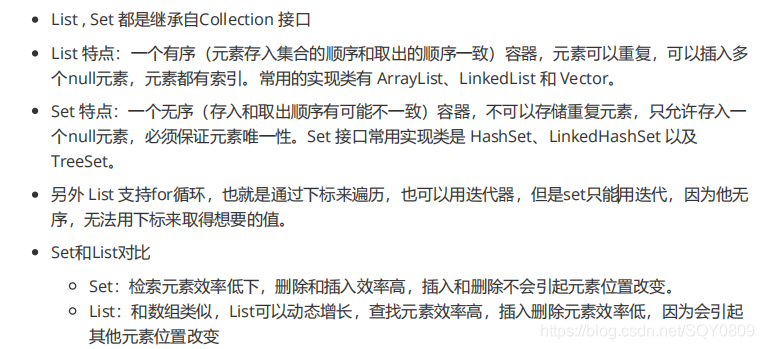 List , Set 都是继承自Collection 接口
List 特点：一个有序（元素存入集合的顺序和取出的顺序一致）容器，元素可以重复，可以插入多
个null元素，元素都有索引。常用的实现类有 ArrayList、LinkedList 和 Vector。
Set 特点：一个无序（存入和取出顺序有可能不一致）容器，不可以存储重复元素，只允许存入一
个null元素，必须保证元素唯一性。Set 接口常用实现类是 HashSet、LinkedHashSet 以及
TreeSet。
另外 List 支持for循环，也就是通过下标来遍历，也可以用迭代器，但是set只能用迭代，因为他无
序，无法用下标来取得想要的值。
Set和List对比
Set：检索元素效率低下，删除和插入效率高，插入和删除不会引起元素位置改变。
List：和数组类似，List可以动态增长，查找元素效率高，插入删除元素效率低，因为会引起
其他元素位置改变
https://blog.csdn.net/SQY0809